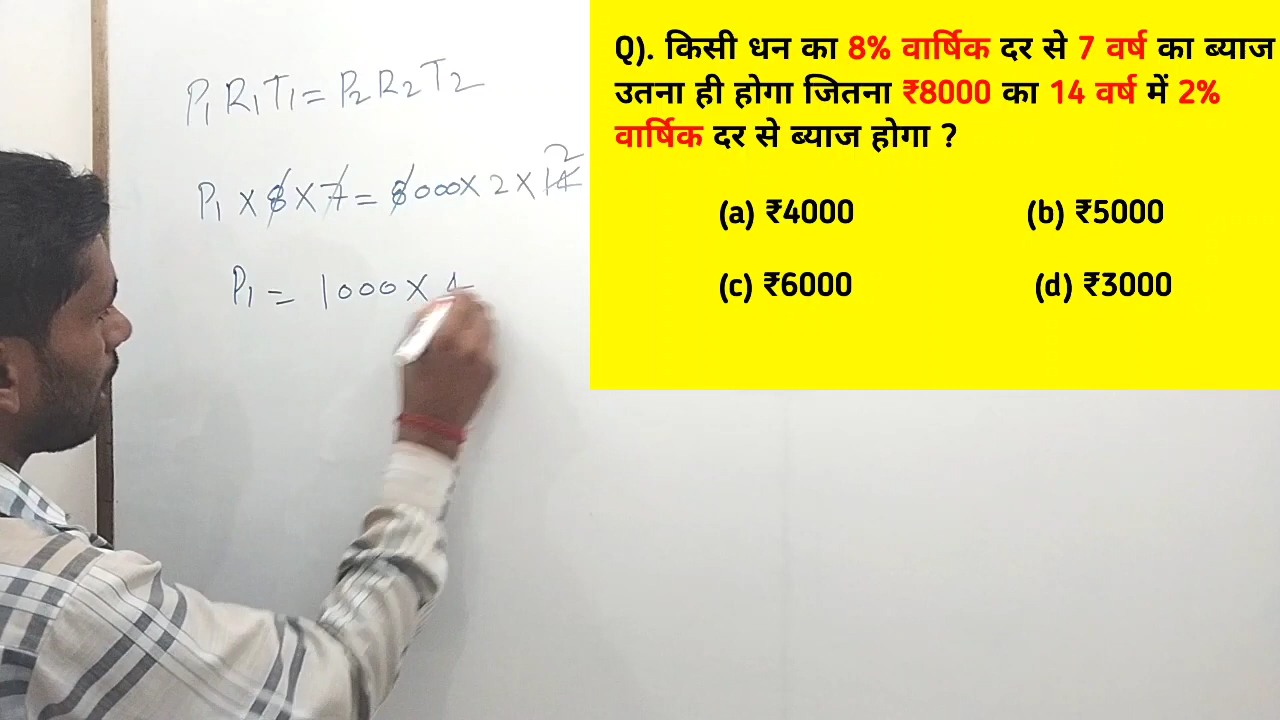 P₁R₁T₁ = P₂R₂T₂
P₁ × 8 × 7 = 8000 × 2 × 14 2
P₁ = 1000 × 4
Q). किसी धन का 8% वार्षिक दर से 7 वर्ष का ब्याज
उतना ही होगा जितना ₹8000 का 14 वर्ष में 2%
वार्षिक दर से ब्याज होगा ?
(a) ₹4000 (b) ₹5000
(c) ₹6000 (d) ₹3000